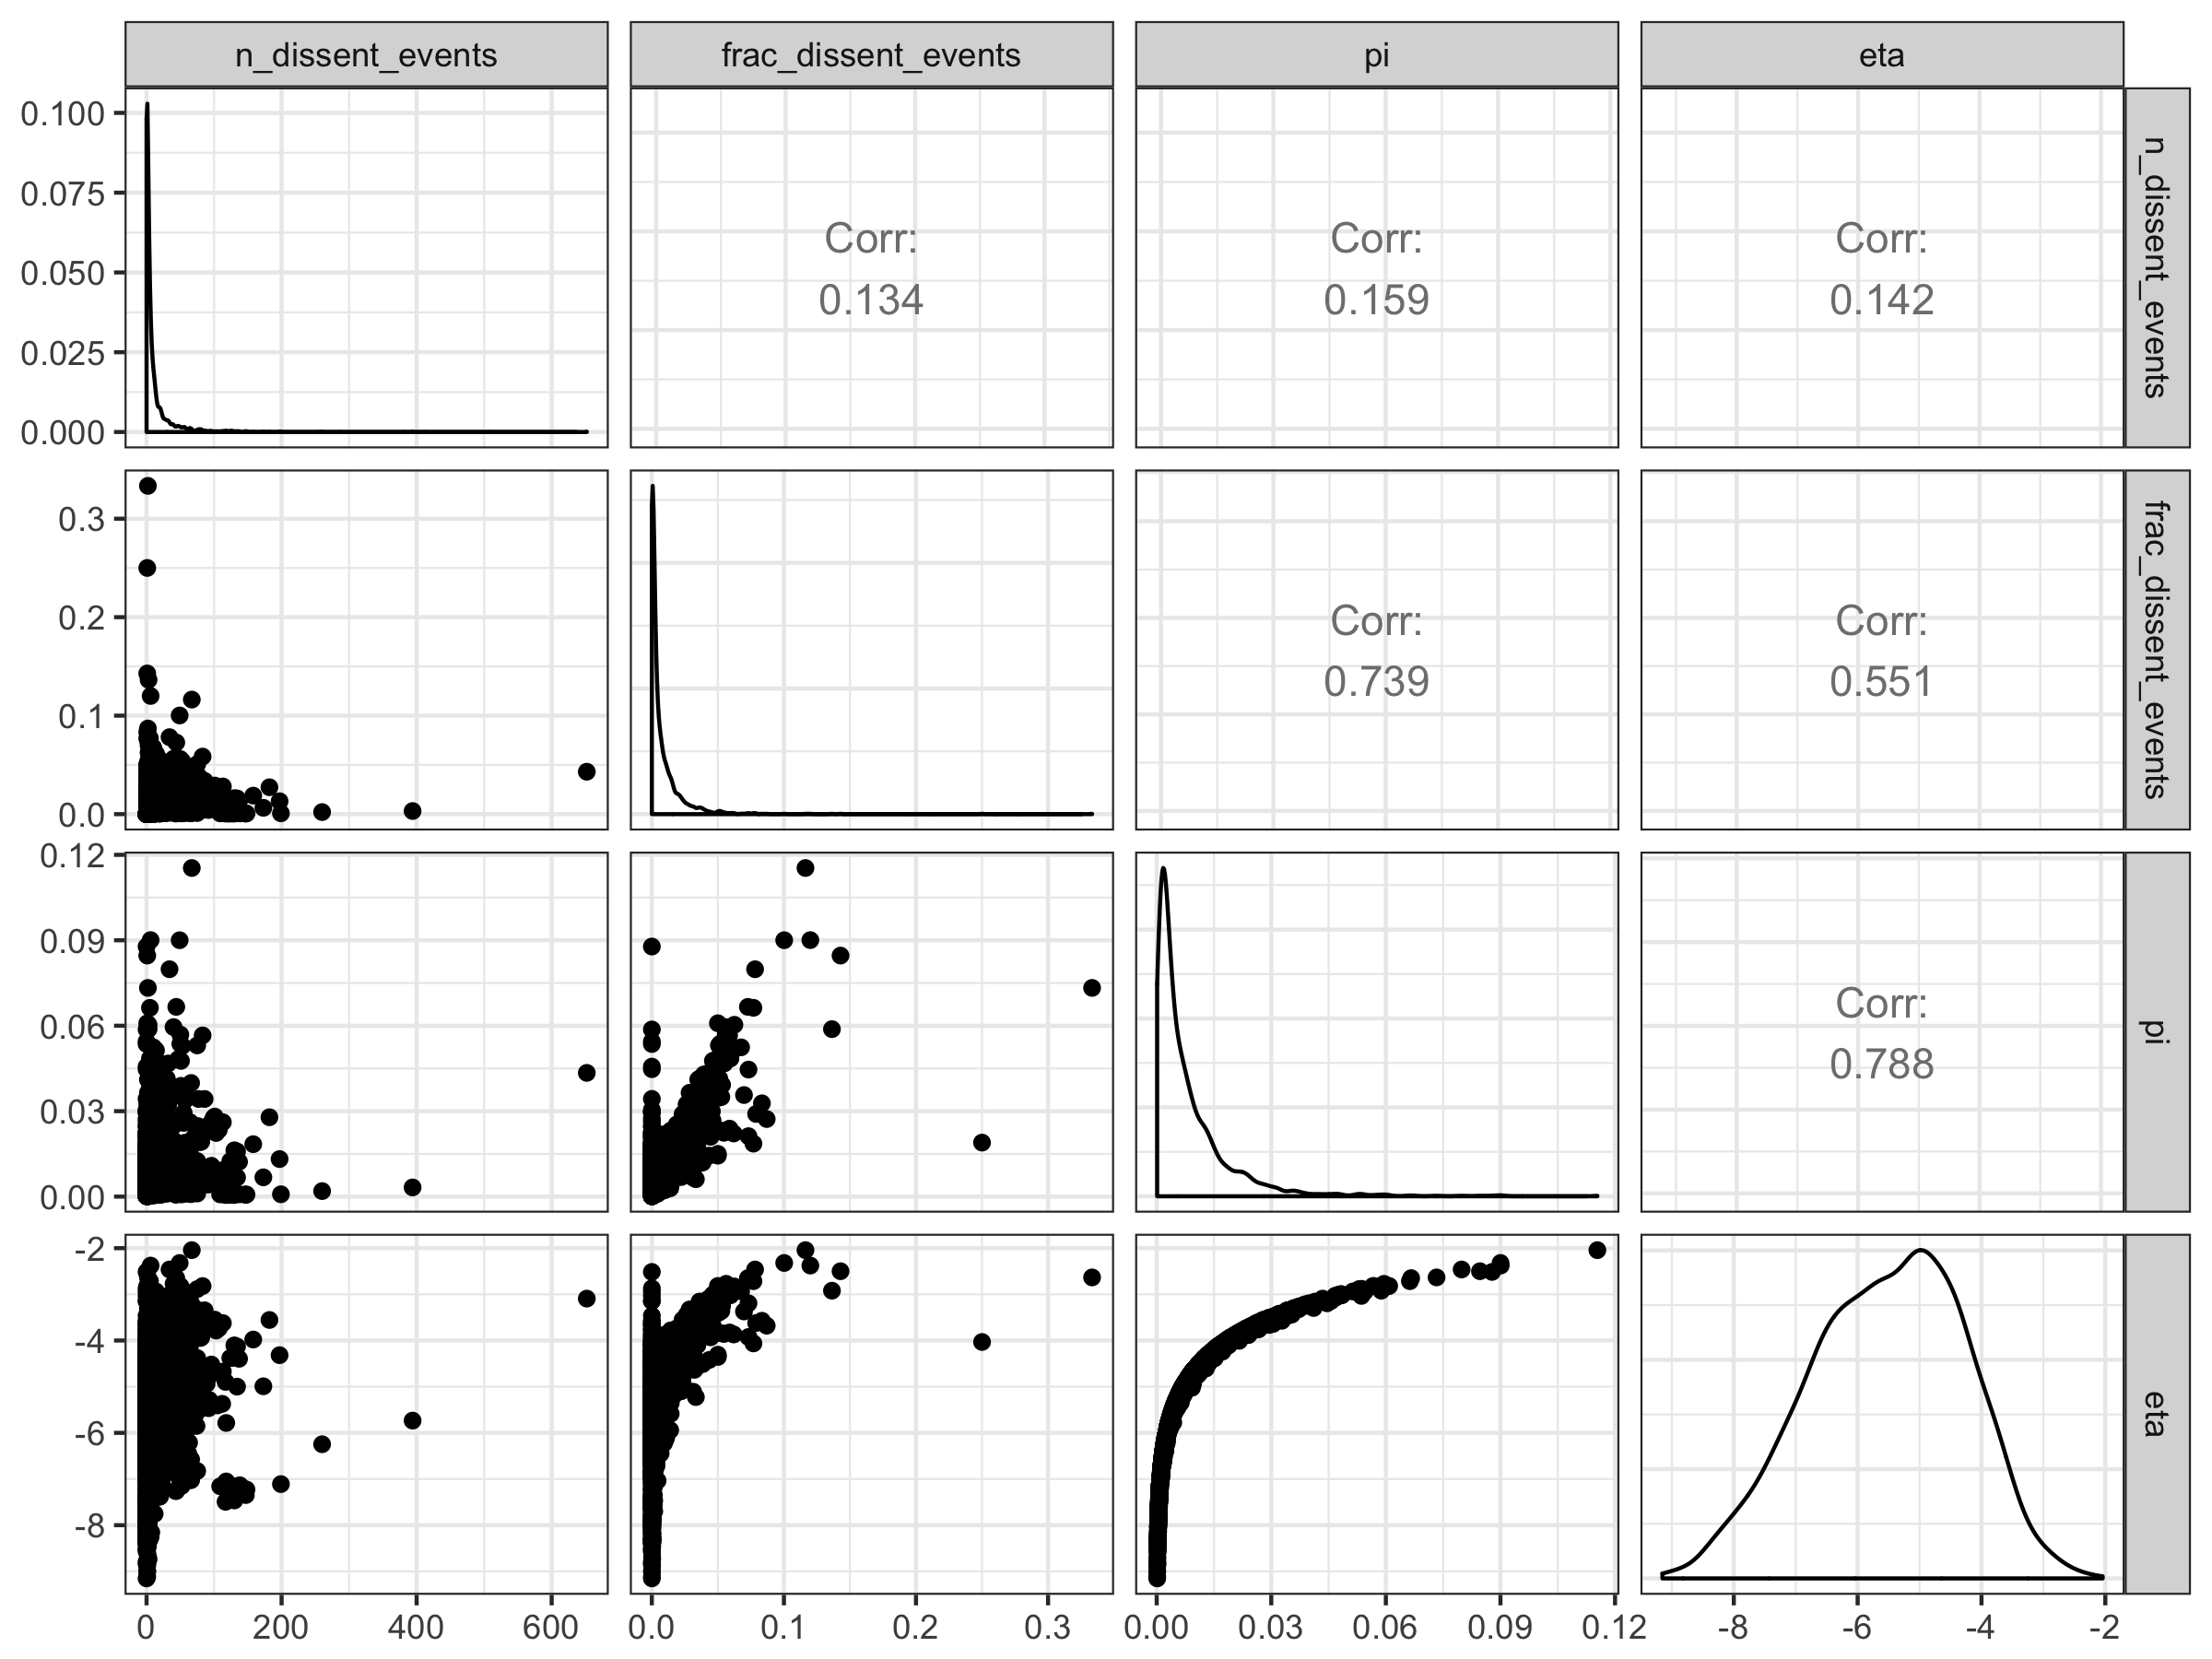 n_dissent_events
frac_dissent_events
pi
eta
0.100
0.075
0.050
0.025
0.000
Corr:
0.134
Corr:
0.159
Corr:
0.142
n_dissent_events
0.3
0.2
0.1
0.0
Corr:
0.739
Corr:
0.551
frac_dissent_events
0.12
0.09
0.06
0.03
0.00
Corr:
0.788
pi
-2
-4
-6
-8
eta
0 200 400 600
0.0 0.1 0.2 0.3
0.00 0.03 0.06 0.09 0.12
-8 -6 -4 -2